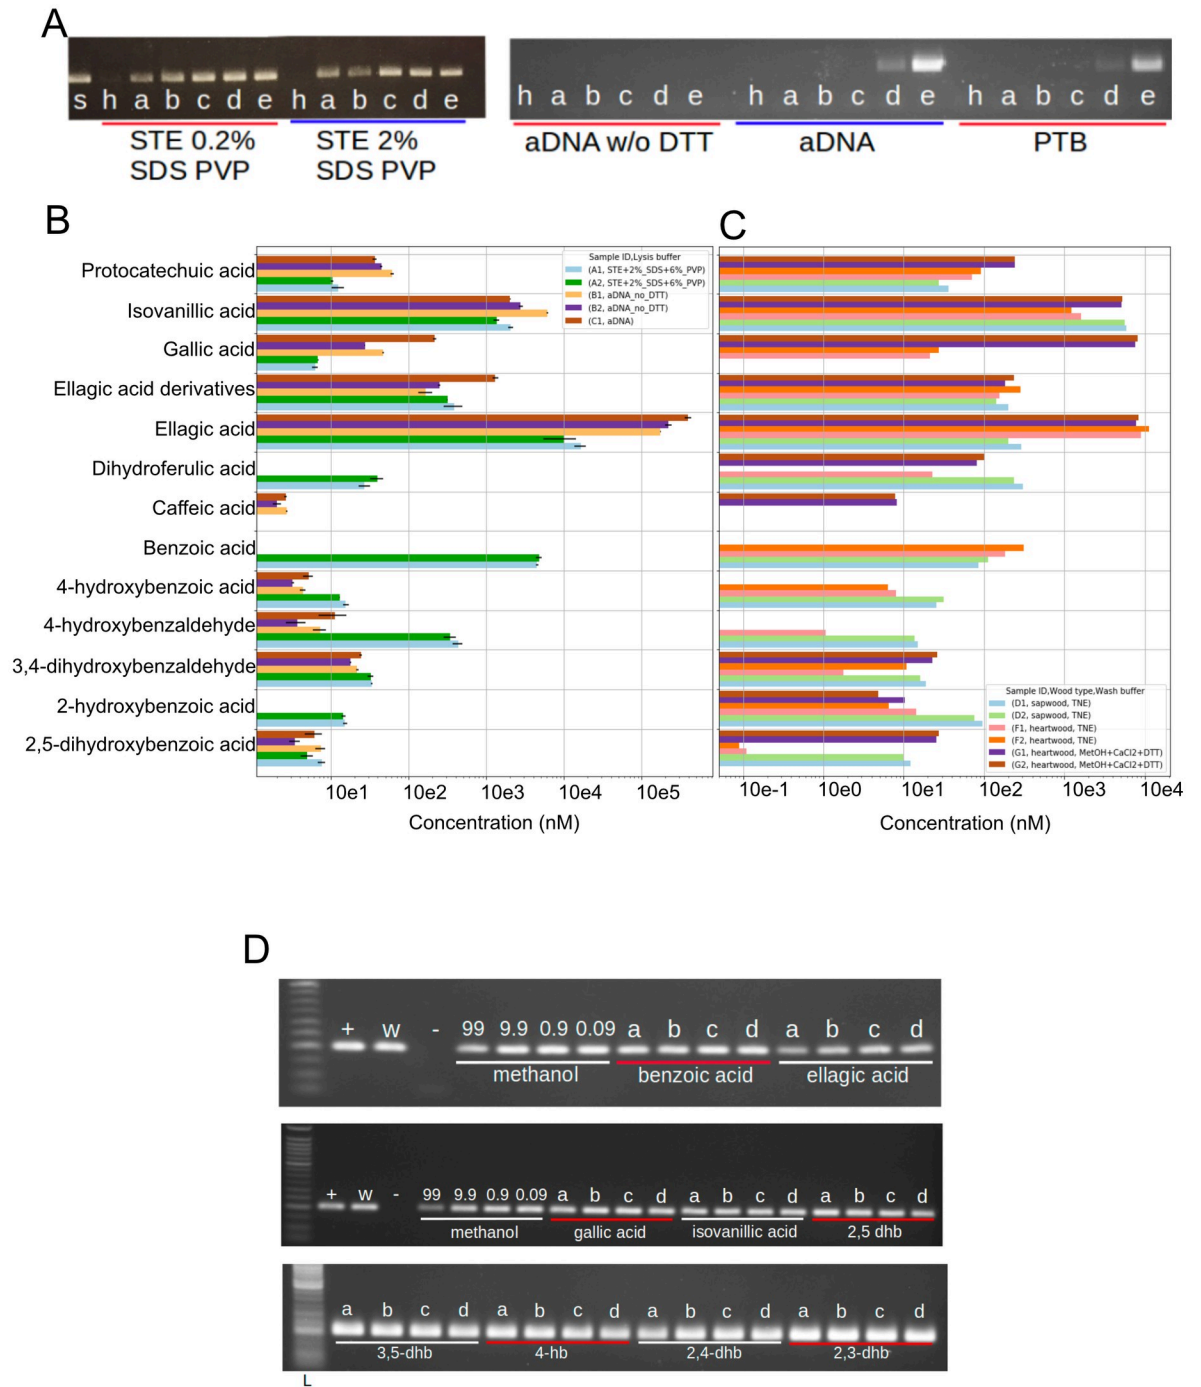 A
s h a b c d e h a b c d e
STE 0.2% SDS PVP
STE 2% SDS PVP
h a b c d e h a b c d e h a b c d e
aDNA w/o DTT
aDNA
PTB
B
Protocatechuic acid
Isovanillic acid
Gallic acid
Ellagic acid derivatives
Ellagic acid
Dihydroferulic acid
Caffeic acid
Benzoic acid
4-hydroxybenzoic acid
4-hydroxybenzaldehyde
3,4-dihydroxybenzaldehyde
2-hydroxybenzoic acid
2,5-dihydroxybenzoic acid
Sample ID,Lysis buffer
(A1, STE+2%_SDS+6%_PVP)
(A2, STE+2%_SDS+6%_PVP)
(B1, aDNA_no_DTT)
(B2, aDNA_no_DTT)
(C1, aDNA)
10e1 10e2 10e3 10e4 10e5
Concentration (nM)
C
Sample ID,Wood type,Wash buffer
(D1, sapwood, TNE)
(D2, sapwood, TNE)
(F1, heartwood, TNE)
(F2, heartwood, TNE)
(G1, heartwood, MetOH+CaCl2+DTT)
(G2, heartwood, MetOH+CaCl2+DTT)
10e-1 10e0 10e1 10e2 10e3 10e4
Concentration (nM)
D
+ w - 99 9.9 0.9 0.09 a b c d a b c d
methanol benzoic acid ellagic acid
+ w - 99 9.9 0.9 0.09 a b c d a b c d a b c d
methanol gallic acid isovanillic acid 2,5 dhb
a b c d a b c d a b c d a b c d
3,5-dhb 4-hb 2,4-dhb 2,3-dhb
L